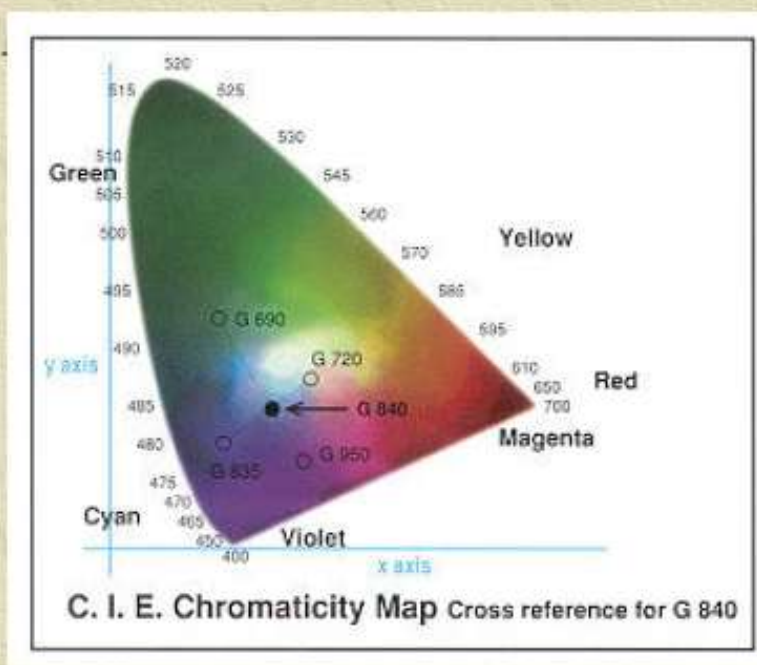 520
515
525
530
510
Green
545
505
560
500
Yellow
570
495
585
G 690
595
490
G 720
y axis
610
650
Red
485
G 840
700
480
Magenta
G 950
G 835
475
470
Cyan
465
450
Violet
400
x axis
C. I. E. Chromaticity Map Cross reference for G 840